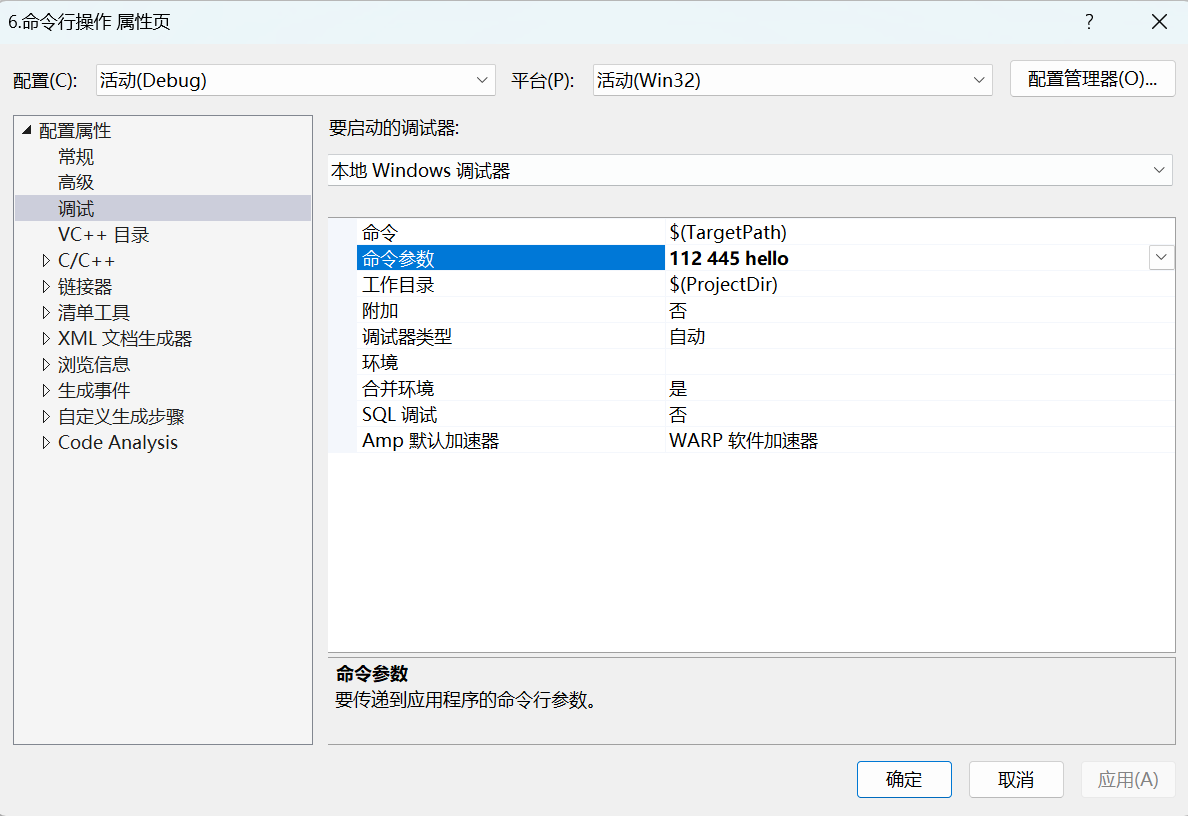 6.命令行操作 属性页
?
配置(C): 活动(Debug) 平台(P): 活动(Win32) 配置管理器(O)...
配置属性
常规
高级
调试
VC++ 目录
C/C++
链接器
清单工具
XML 文档生成器
浏览信息
生成事件
自定义生成步骤
Code Analysis
要启动的调试器:
本地 Windows 调试器
命令 $(TargetPath)
命令参数 112 445 hello
工作目录 $(ProjectDir)
附加 否
调试器类型 自动
环境
合并环境 是
SQL 调试 否
Amp 默认加速器 WARP 软件加速器
命令参数
要传递到应用程序的命令行参数。
确定 取消 应用(A)